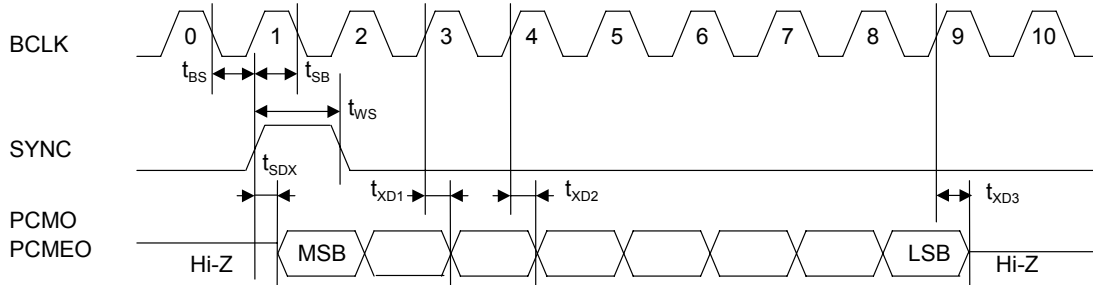 BCLK
0 1 2 3 4 5 6 7 8 9 10
tBS tSB
tWS
SYNC
tSDX
tXD1 tXD2 tXD3
PCMO
PCMEO
MSB LSB
Hi-Z Hi-Z